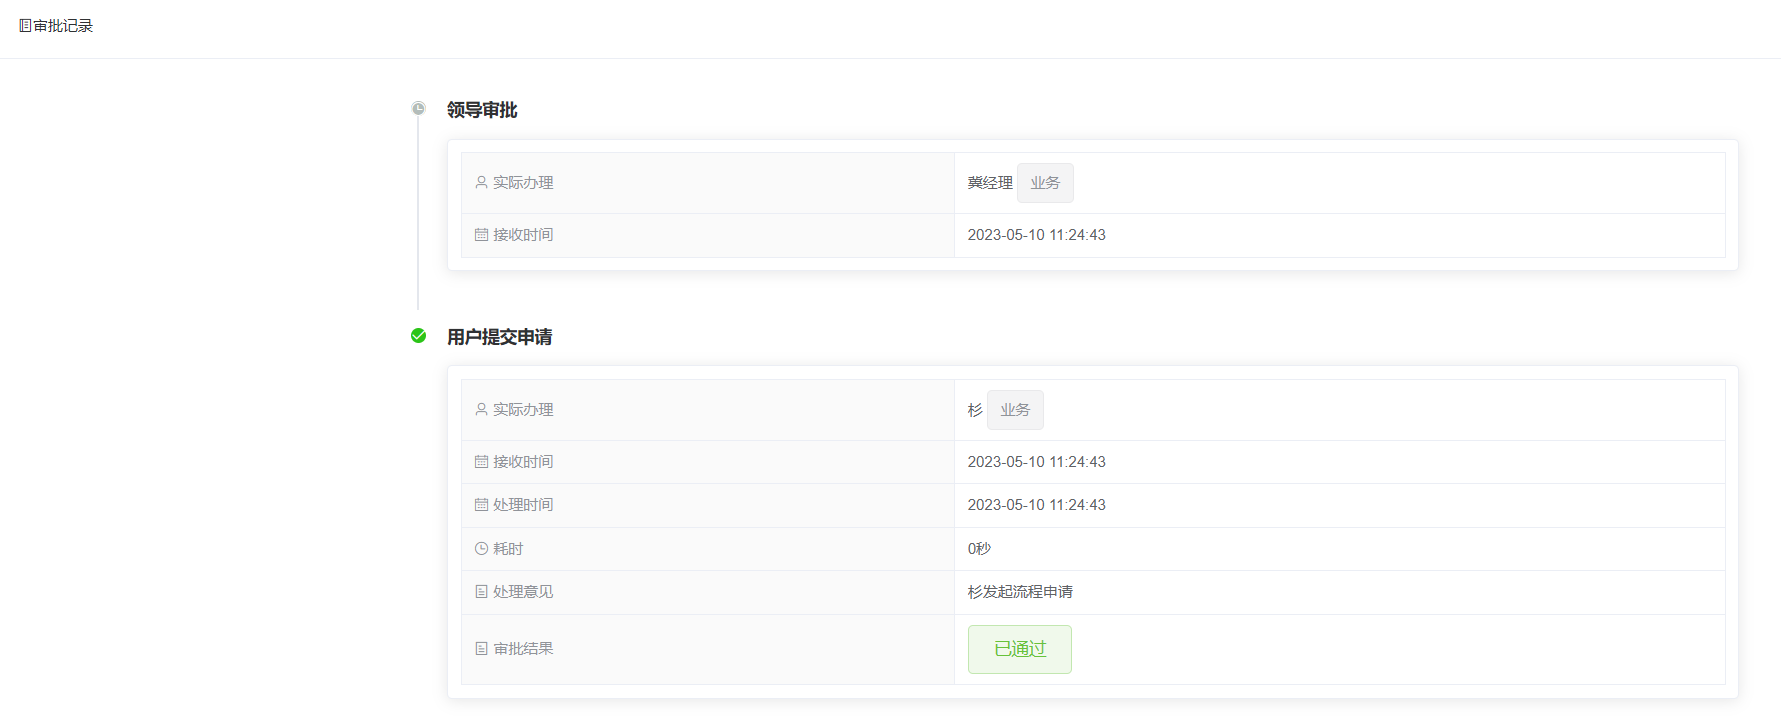 审批记录
领导审批
实际办理 冀经理 业务
接收时间 2023-05-10 11:24:43
用户提交申请
实际办理 杉 业务
接收时间 2023-05-10 11:24:43
处理时间 2023-05-10 11:24:43
耗时 0秒
处理意见 杉发起流程申请
审批结果 已通过